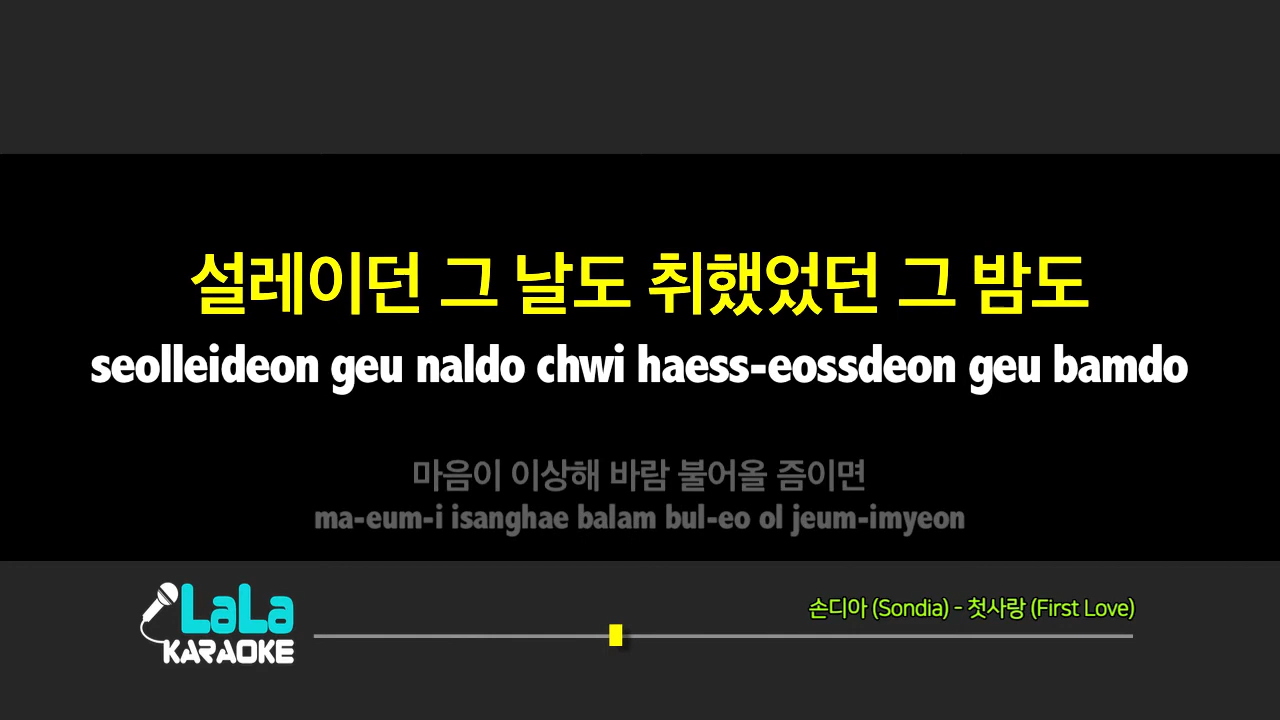 설레이던 그 날도 취했었던 그 밤도
seolleideon geu naldo chwi haess-eossdeon geu bamdo
마음이 이상해 바람 불어올 즘이면
ma-eum-i isanghae balam bul-eo ol jeum-imyeon
LaLa
KARAOKE
손디아 (Sondia) - 첫사랑 (First Love)